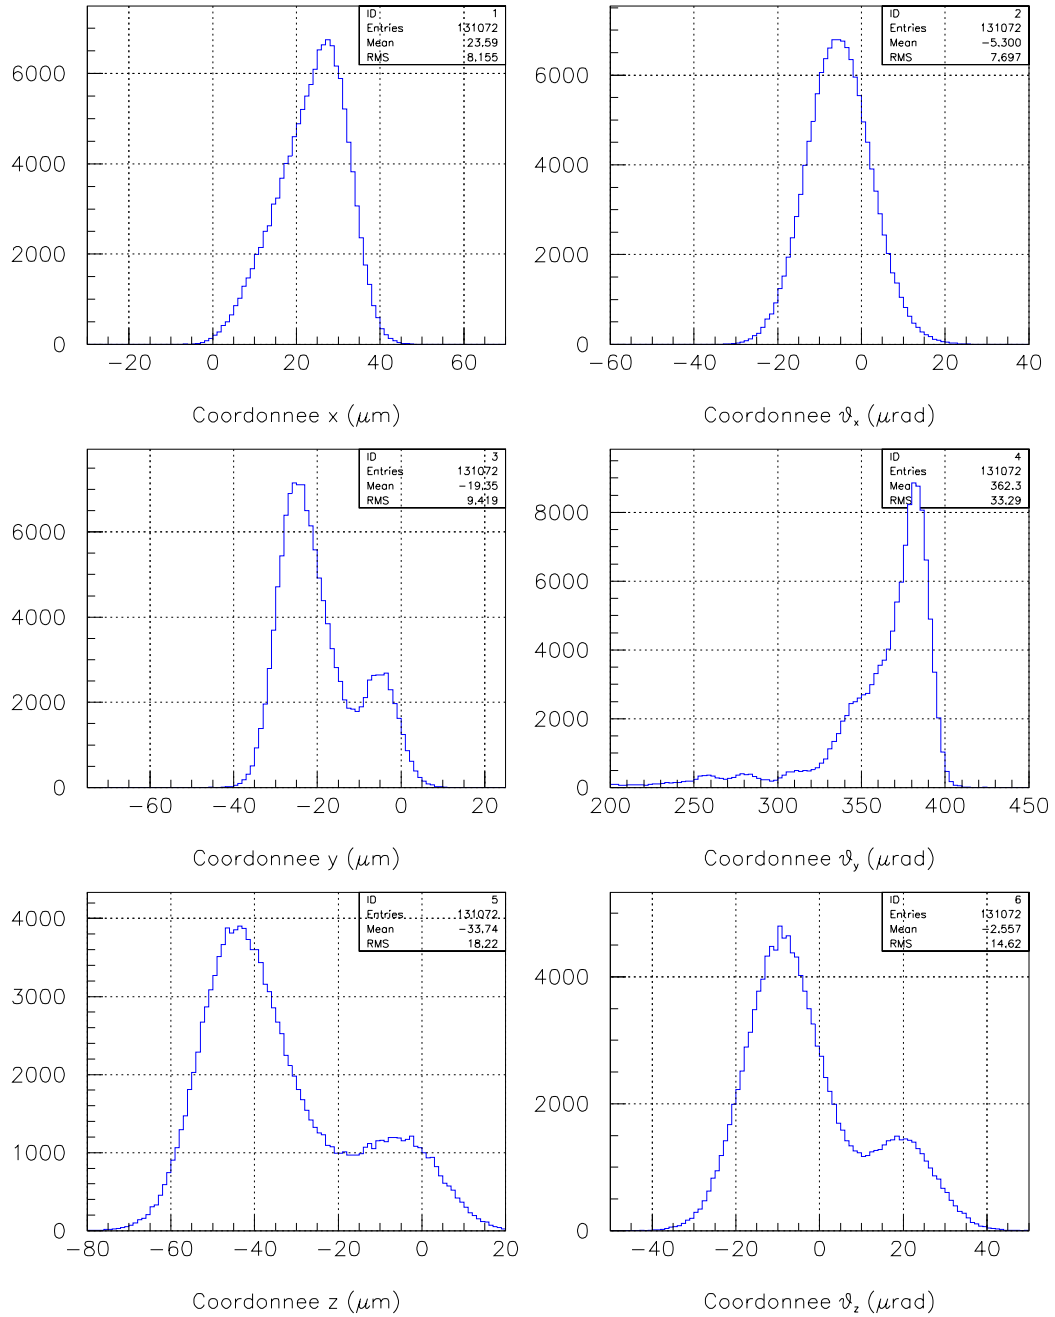 ID 1
Entries 131072
Mean 23.59
RMS 8.155
6000
4000
2000
0
−20 0 20 40 60
Coordonnee x (μm)
ID 2
Entries 131072
Mean −5.300
RMS 7.697
6000
4000
2000
0
−60 −40 −20 0 20 40
Coordonnee ϑx (μrad)
ID 3
Entries 131072
Mean −19.35
RMS 9.419
6000
4000
2000
0
−60 −40 −20 0 20
Coordonnee y (μm)
ID 4
Entries 131072
Mea 362.3
RMS 33.29
8000
6000
4000
2000
0
200 250 300 350 400 450
Coordonnee ϑy (μrad)
ID 5
Entries 131072
Mean −33.74
RMS 18.22
4000
3000
2000
1000
0
−80 −60 −40 −20 0 20
Coordonnee z (μm)
ID 6
Entries 131072
Mean −2.557
RMS 14.62
4000
2000
0
−40 −20 0 20 40
Coordonnee ϑz (μrad)